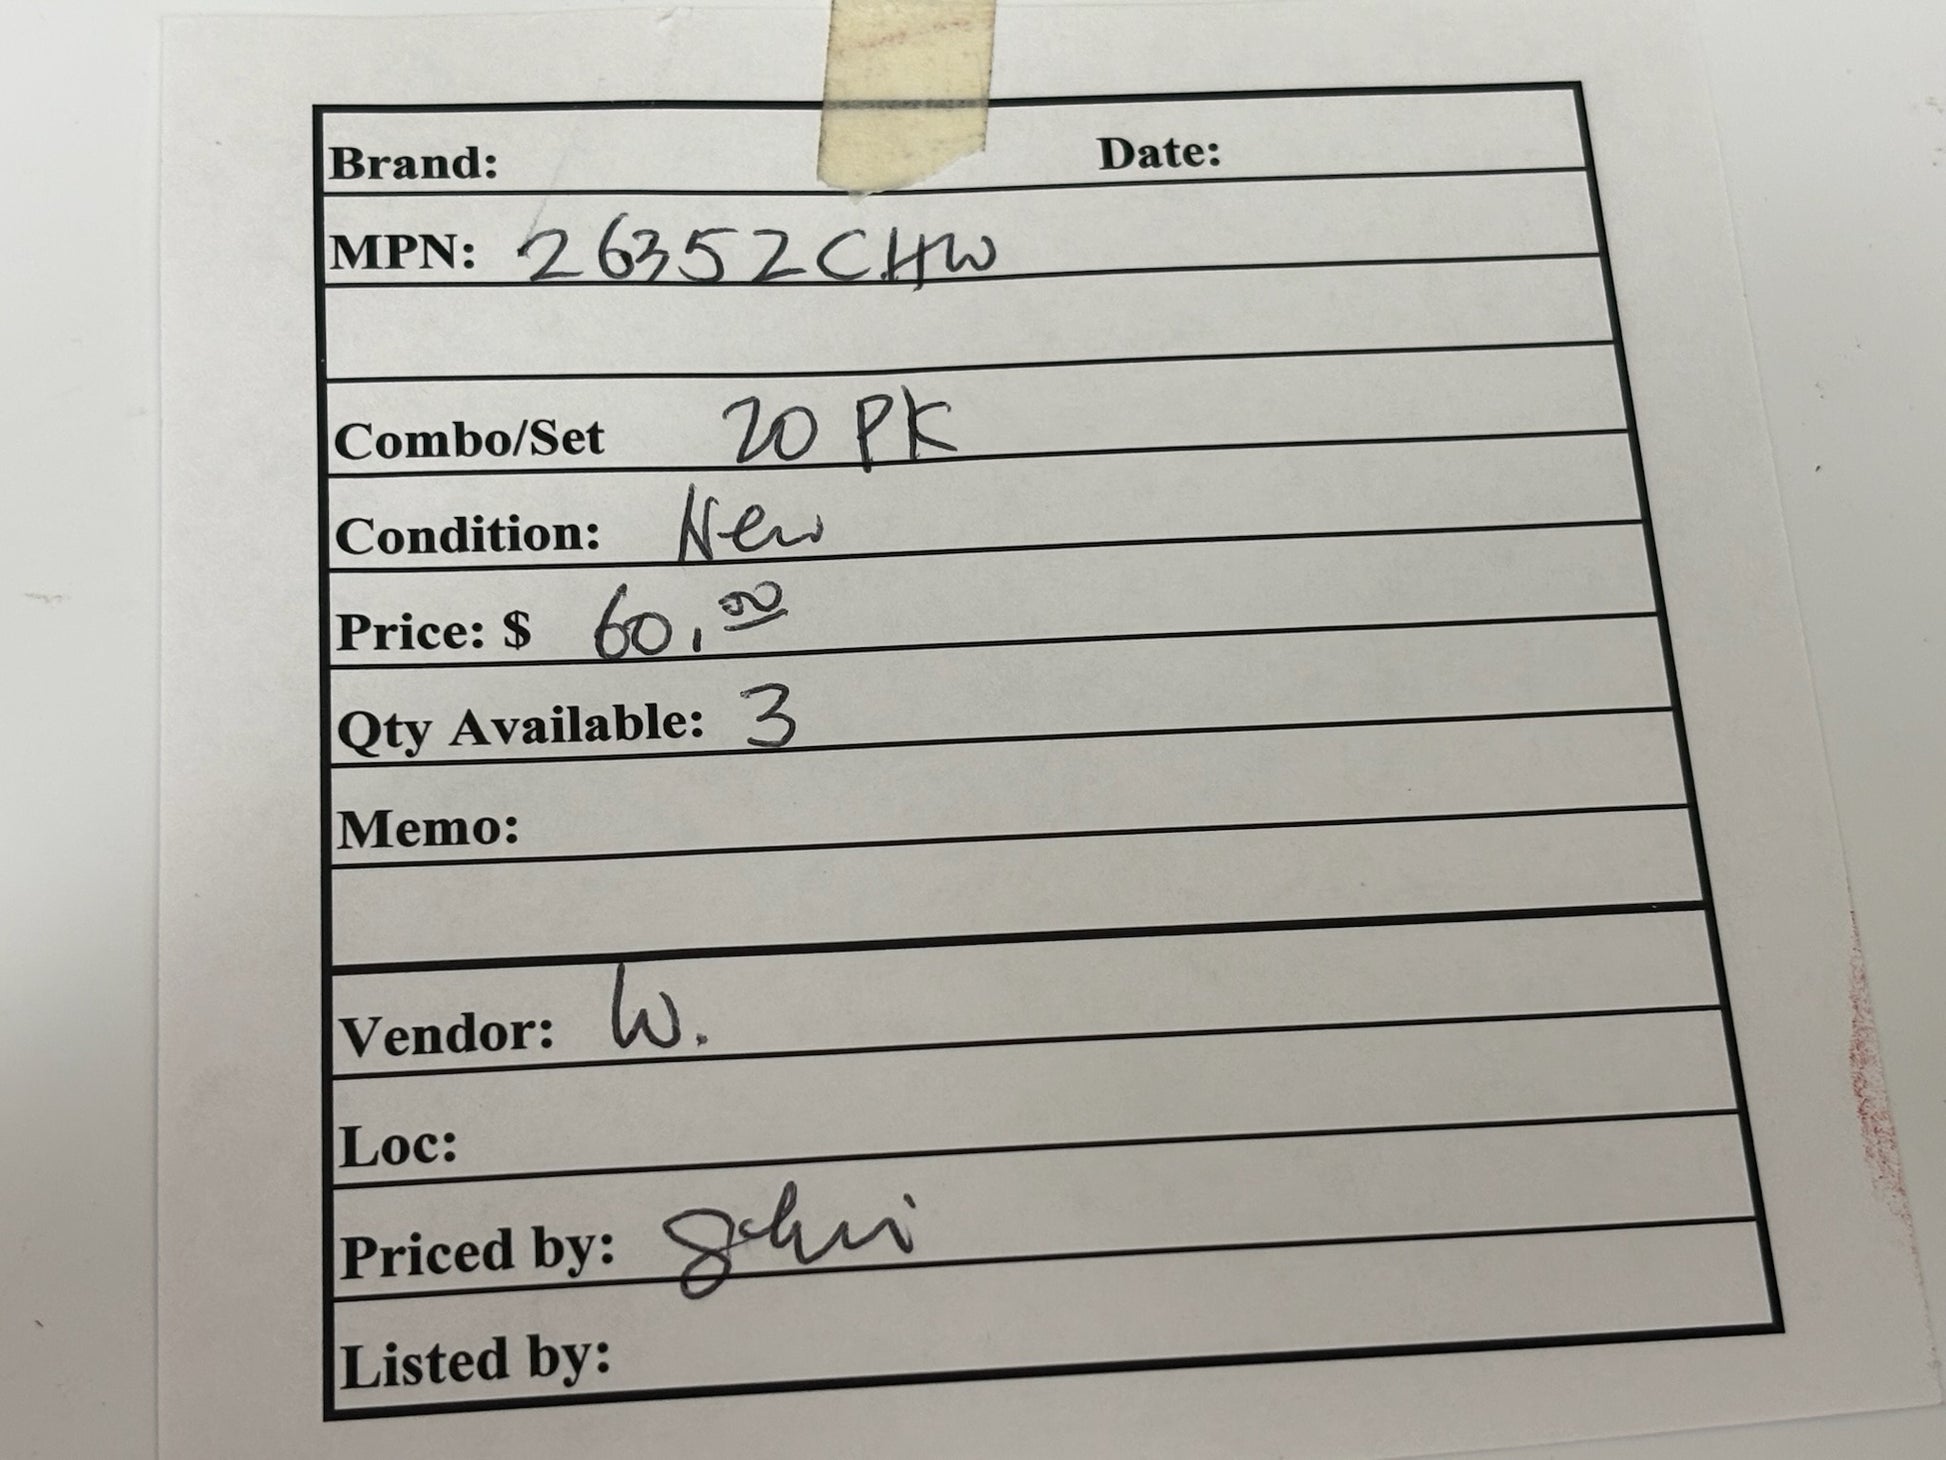 Brand: Date:
MPN: 26352CHW
Combo/Set 20 PK
Condition: New
Price: $ 60.00
Qty Available: 3
Memo:
Vendor: W.
Loc:
Priced by:
Listed by: